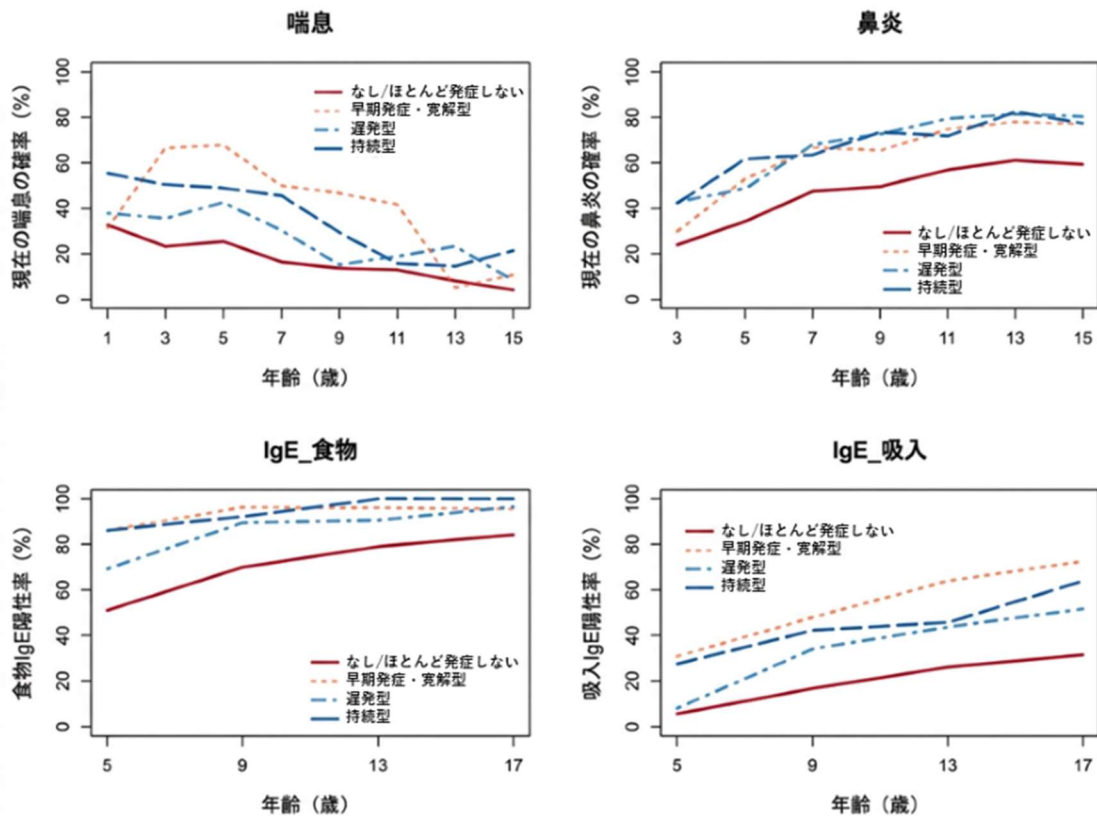 喘息
現在の喘息の確率（%）
100
80
60
40
20
0
なし/ほとんど発症しない
早期発症・寛解型
遅発型
持続型
1 3 5 7 9 11 13 15
年齢（歳）
鼻炎
現在の鼻炎の確率（%）
100
80
60
40
20
0
なし/ほとんど発症しない
早期発症・寛解型
遅発型
持続型
3 5 7 9 11 13 15
年齢（歳）
IgE_食物
食物IgE陽性率（%）
100
80
60
40
20
0
なし/ほとんど発症しない
早期発症・寛解型
遅発型
持続型
5 9 13 17
年齢（歳）
IgE_吸入
吸入IgE陽性率（%）
100
80
60
40
20
0
なし/ほとんど発症しない
早期発症・寛解型
遅発型
持続型
5 9 13 17
年齢（歳）